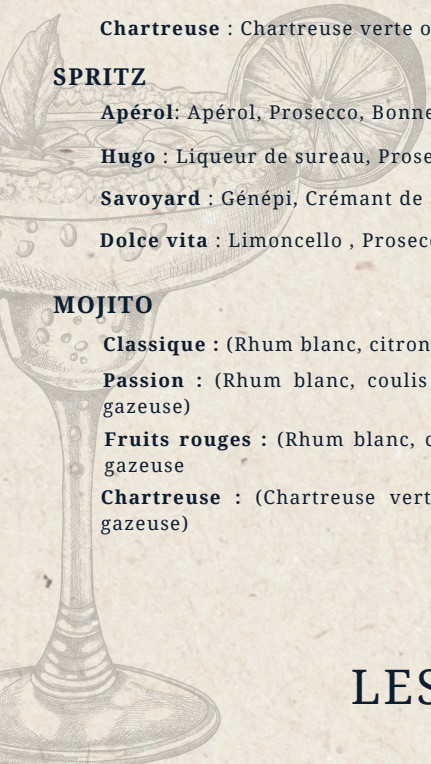 Chartreuse : Chartreuse verte o
SPRITZ
Apérol: Apérol, Prosecco, Bonne
Hugo : Liqueur de sureau, Prose
Savoyard : Génépi, Crémant de
Dolce vita : Limoncello , Prosecc
MOJITO
Classique : (Rhum blanc, citron
Passion : (Rhum blanc, coulis
gazeuse)
Fruits rouges : (Rhum blanc, c
gazeuse
Chartreuse : (Chartreuse vert
gazeuse)
LES